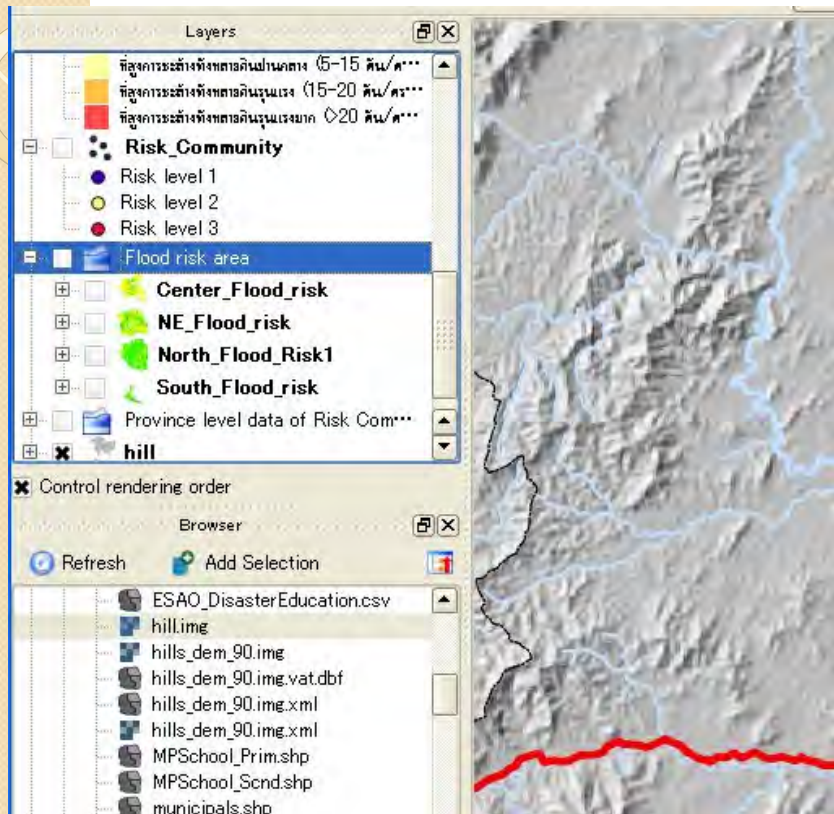 Layers
ที่สูงการชะล้างพังทลายดินปานกลาง (5-15 ตัน/ค…
ที่สูงการชะล้างพังทลายดินรุนแรง (15-20 ตัน/คร…
ที่สูงการชะล้างพังทลายดินรุนแรงมาก (>20 ตัน/ค…
Risk_Community
Risk level 1
Risk level 2
Risk level 3
Flood risk area
Center_Flood_risk
NE_Flood_risk
North_Flood_Risk1
South_Flood_risk
Province level data of Risk Com…
hill
Control rendering order
Browser
Refresh Add Selection
ESAO_DisasterEducation.csv
hill.img
hills_dem_90.img
hills_dem_90.img.vat.dbf
hills_dem_90.img.xml
hills_dem_90.img.xml
MPSchool_Prim.shp
MPSchool_Scnd.shp
municipals.shp